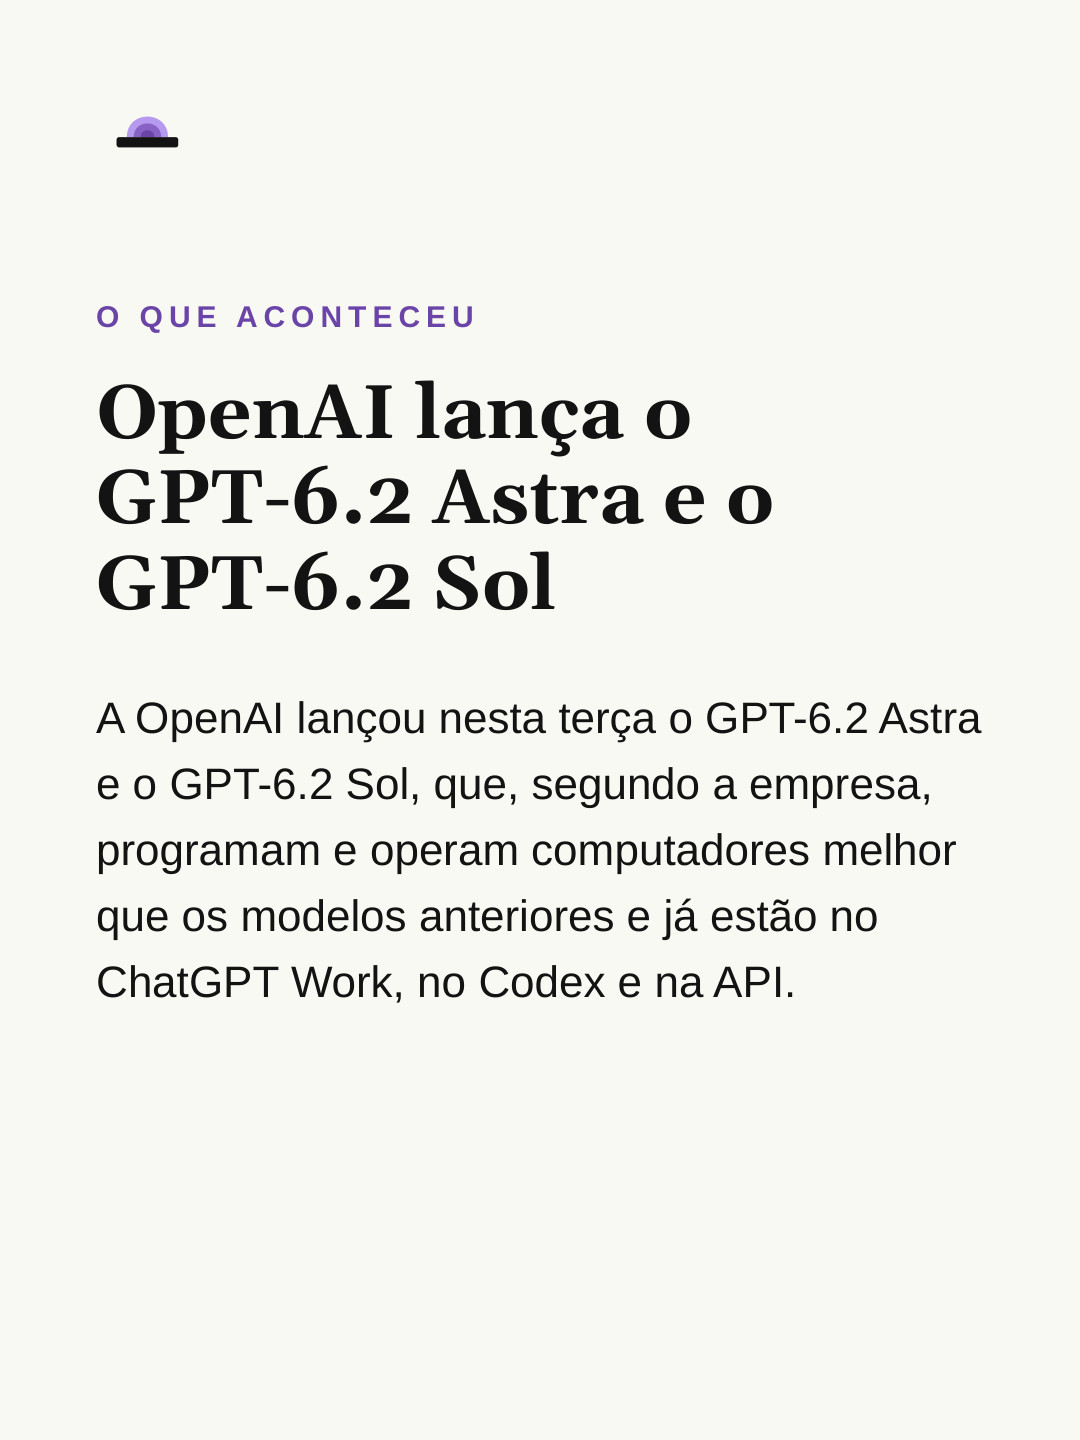 O QUE ACONTECEU
OpenAI lança o
GPT-6.2 Astra e o
GPT-6.2 Sol
A OpenAI lançou nesta terça o GPT-6.2 Astra
e o GPT-6.2 Sol, que, segundo a empresa,
programam e operam computadores melhor
que os modelos anteriores e já estão no
ChatGPT Work, no Codex e na API.